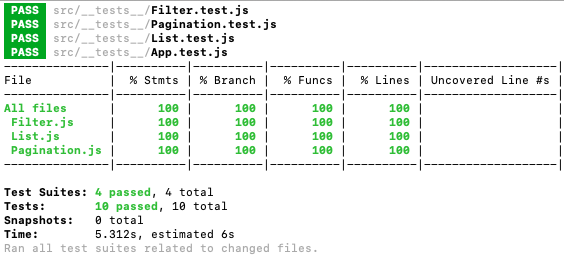 PASS src/__tests__/Filter.test.js
PASS src/__tests__/Pagination.test.js
PASS src/__tests__/List.test.js
PASS src/__tests__/App.test.js
---------------|----------|----------|----------|----------|-------------------|
File           |  % Stmts | % Branch |  % Funcs |  % Lines | Uncovered Line #s |
---------------|----------|----------|----------|----------|-------------------|
All files      |      100 |      100 |      100 |      100 |                   |
 Filter.js     |      100 |      100 |      100 |      100 |                   |
 List.js       |      100 |      100 |      100 |      100 |                   |
 Pagination.js |      100 |      100 |      100 |      100 |                   |
---------------|----------|----------|----------|----------|-------------------|
Test Suites: 4 passed, 4 total
Tests:       10 passed, 10 total
Snapshots:   0 total
Time:        5.312s, estimated 6s
Ran all test suites related to changed files.